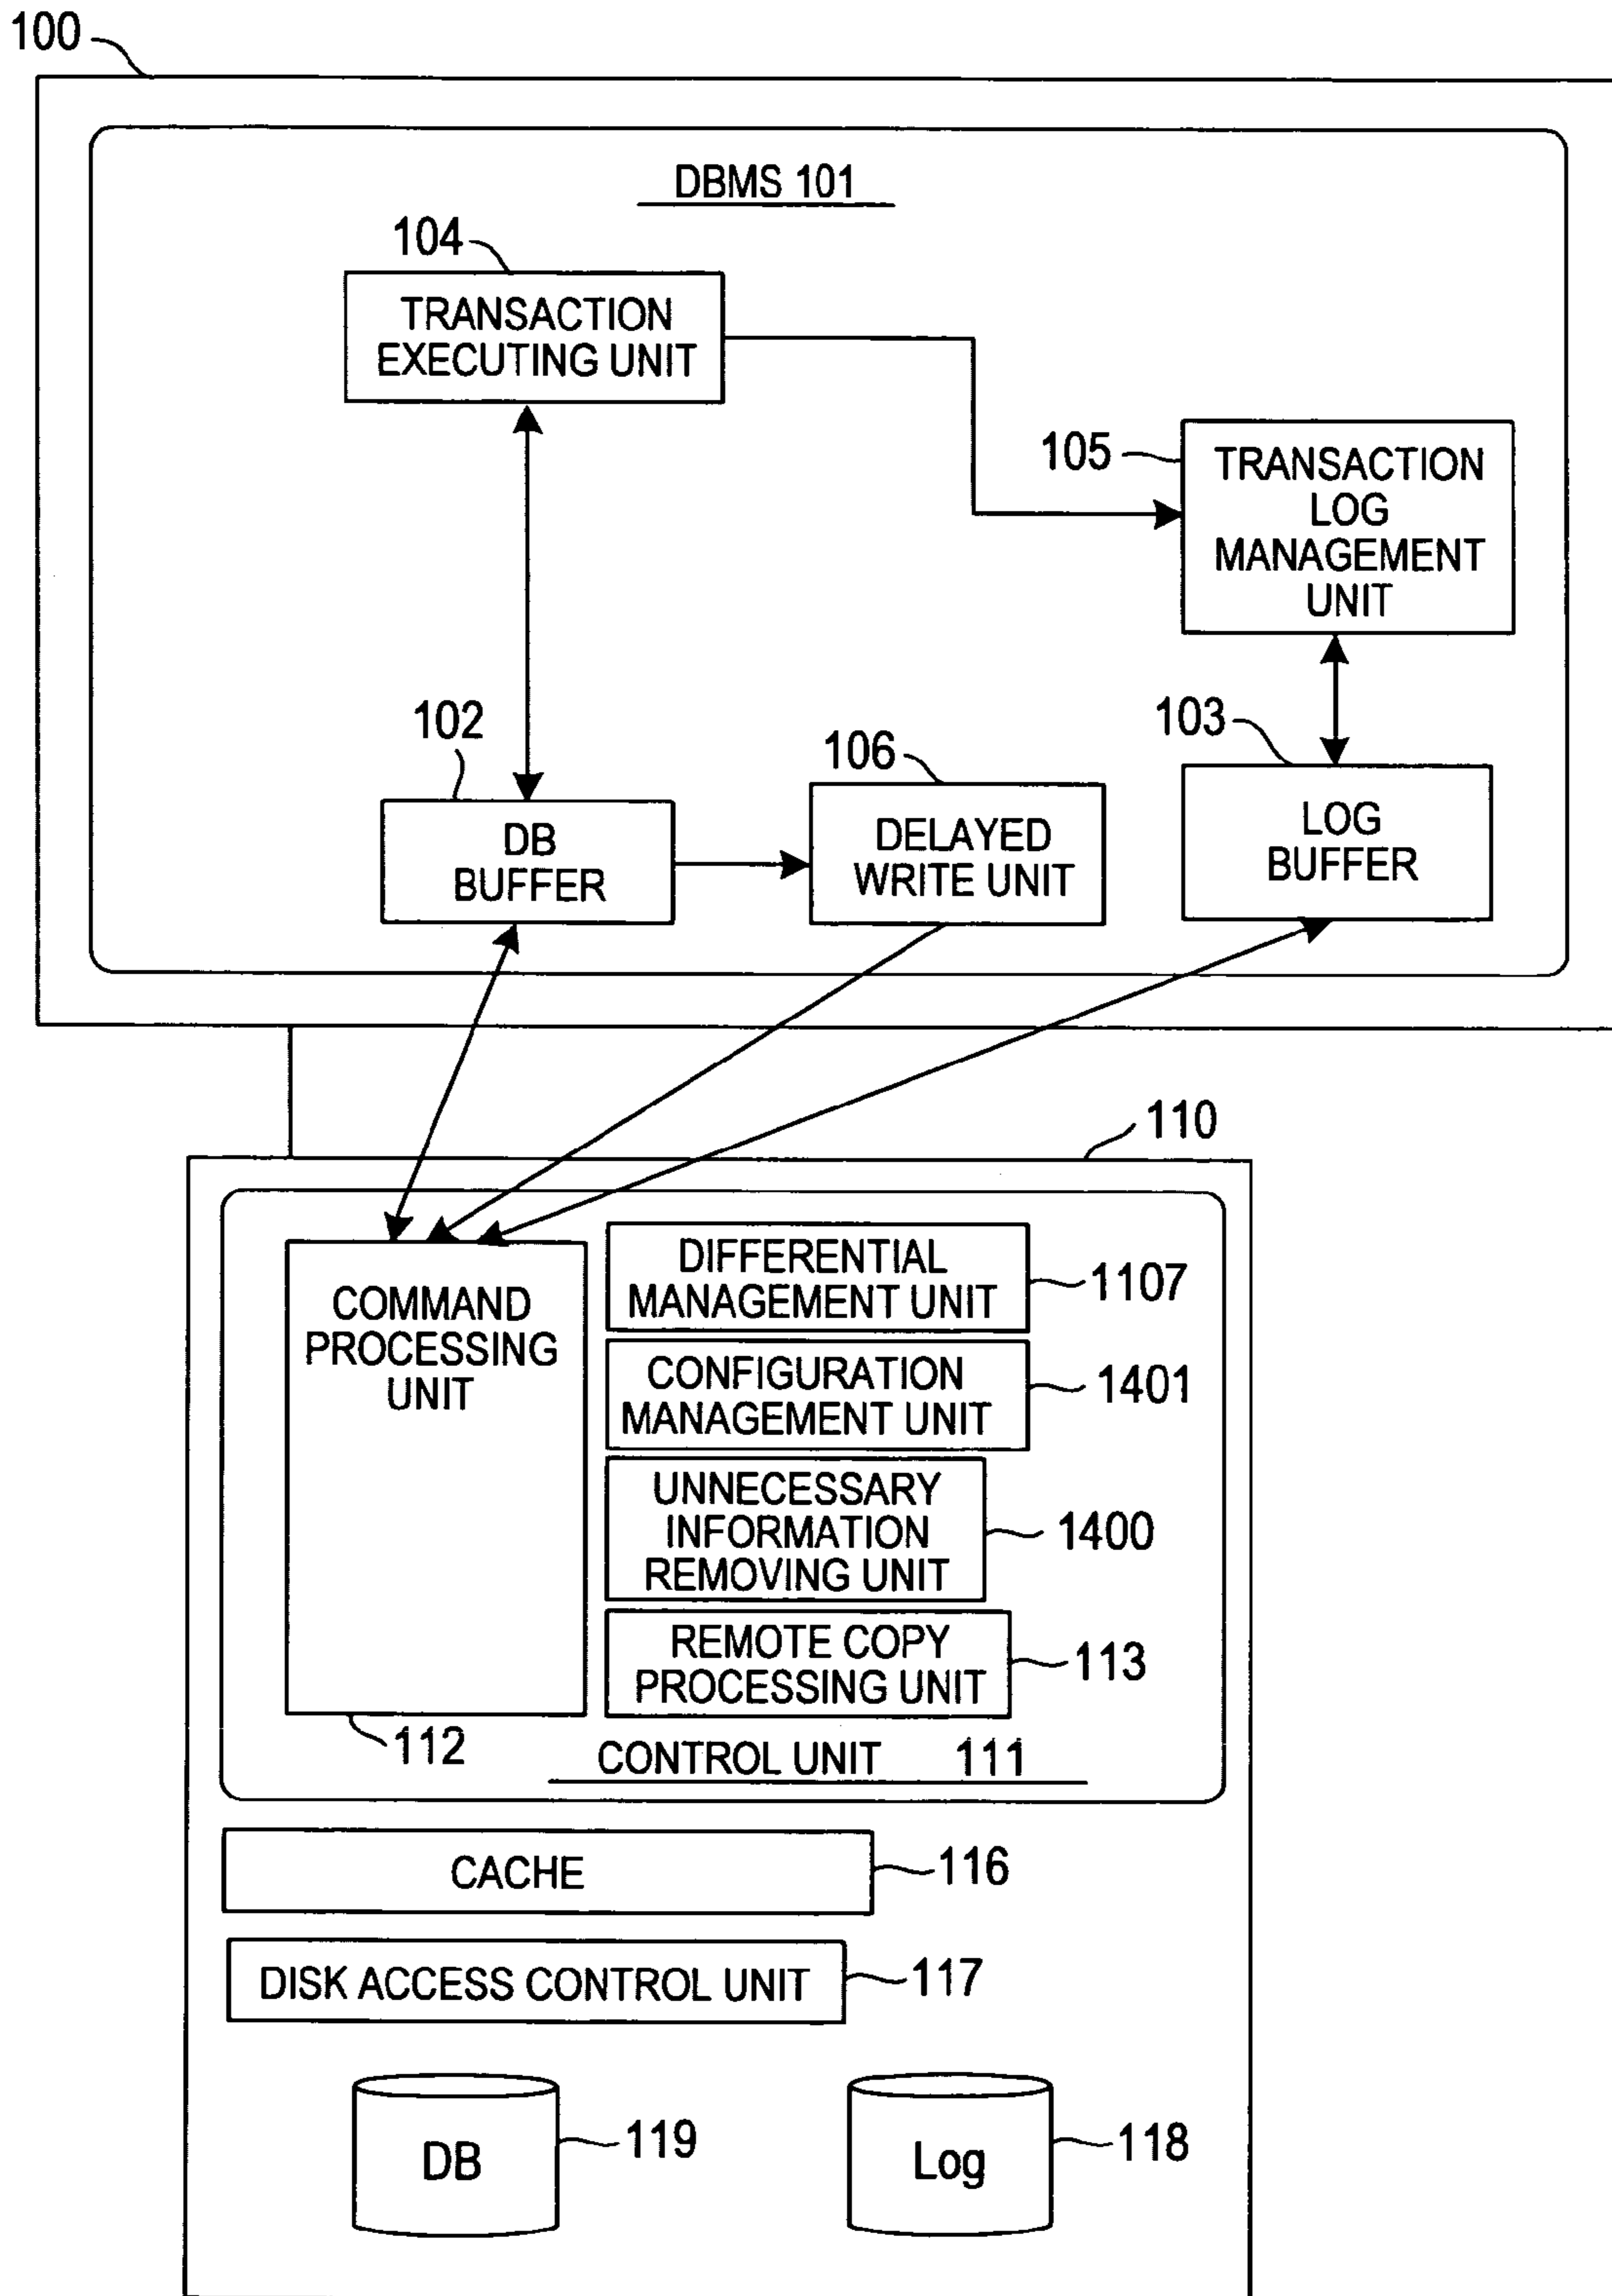 100
DBMS 101
104
TRANSACTION
EXECUTING UNIT
105
TRANSACTION
LOG
MANAGEMENT
UNIT
102
DB
BUFFER
106
DELAYED
WRITE UNIT
103
LOG
BUFFER
110
COMMAND
PROCESSING
UNIT
112
DIFFERENTIAL
MANAGEMENT UNIT
1107
CONFIGURATION
MANAGEMENT UNIT
1401
UNNECESSARY
INFORMATION
REMOVING UNIT
1400
REMOTE COPY
PROCESSING UNIT
113
CONTROL UNIT 111
CACHE
116
DISK ACCESS CONTROL UNIT
117
DB
119
Log
118